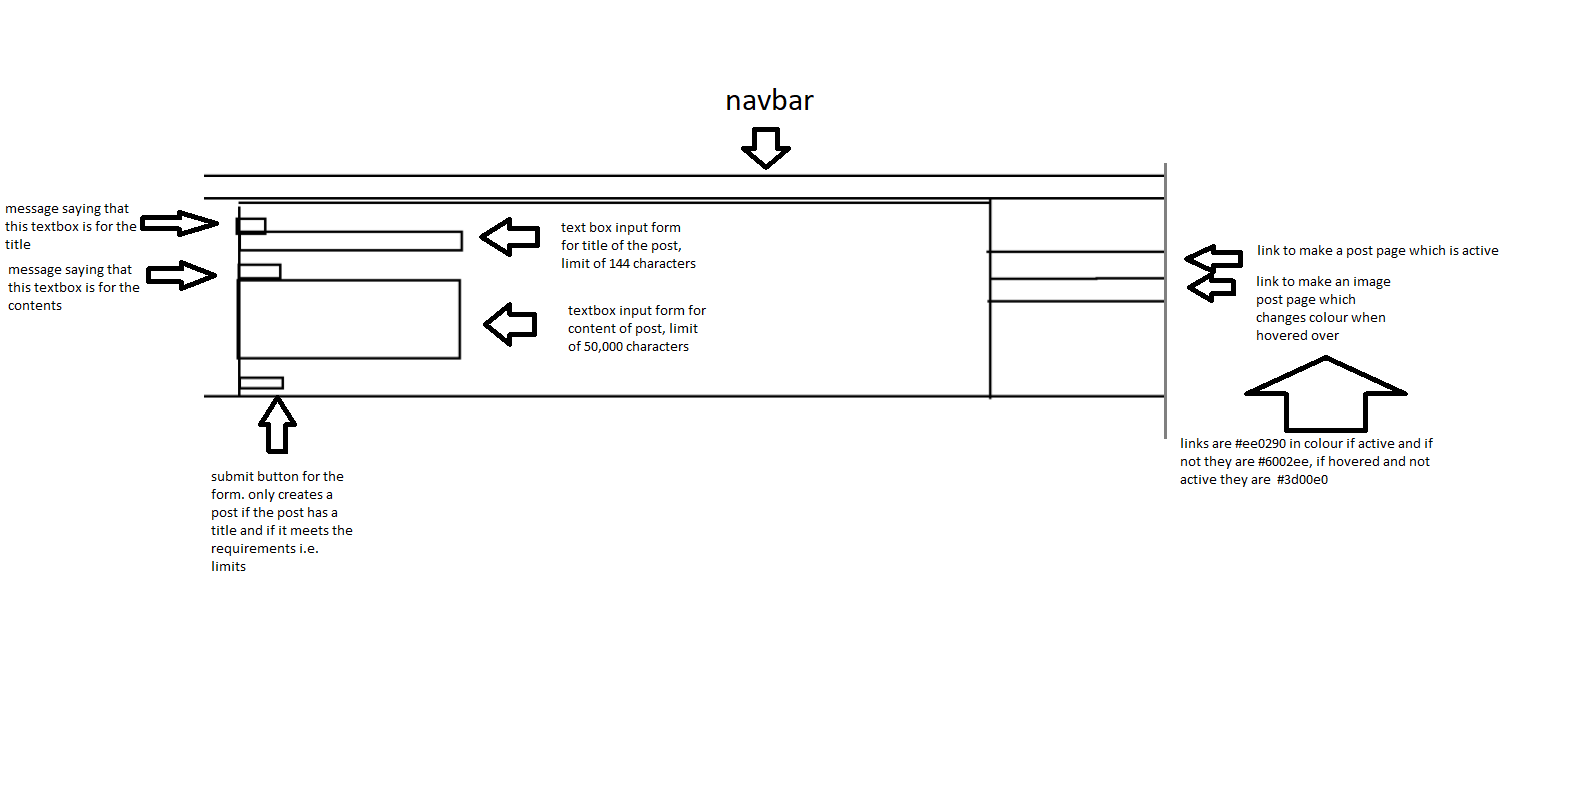 navbar
message saying that
this textbox is for the
title
text box input form
for title of the post,
limit of 144 characters
link to make a post page which is active
message saying that
this textbox is for the
contents
link to make an image
post page which
changes colour when
hovered over
textbox input form for
content of post, limit
of 50,000 characters
links are #ee0290 in colour if active and if
not they are #6002ee, if hovered and not
active they are #3d00e0
submit button for the
form. only creates a
post if the post has a
title and if it meets the
requirements i.e.
limits